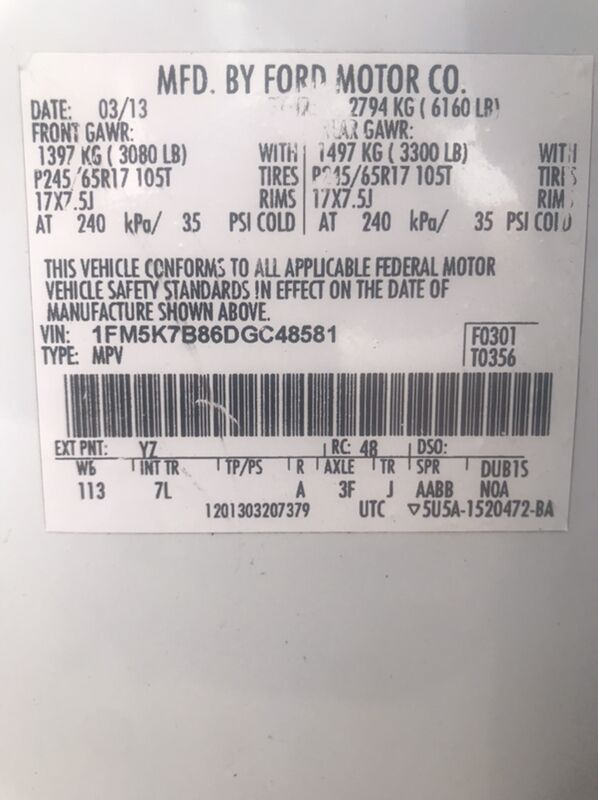 MFD. BY FORD MOTOR CO.
DATE: 03/13 2794 KG ( 6160 LB)
FRONT GAWR: GAWR:
1397 KG ( 3080 LB) WITH 1497 KG ( 3300 LB) WITH
P245/65R17 105T TIRES P245/65R17 105T TIRES
17X7.5J RIMS 17X7.5J RIMS
AT 240 kPa/ 35 PSI COLD AT 240 kPa/ 35 PSI COLD
THIS VEHICLE CONFORMS TO ALL APPLICABLE FEDERAL MOTOR
VEHICLE SAFETY STANDARDS IN EFFECT ON THE DATE OF
MANUFACTURE SHOWN ABOVE.
VIN: 1FM5K7B86DGC48581 F0301
TYPE: MPV T0356
EXT PNT: YZ RC: 48 DSO:
WB INT TR TP/PS R AXLE TR SPR DUB1S
113 7L A 3F J AABB NOA
1201303207379 UTC ▽5U5A-1520472-BA